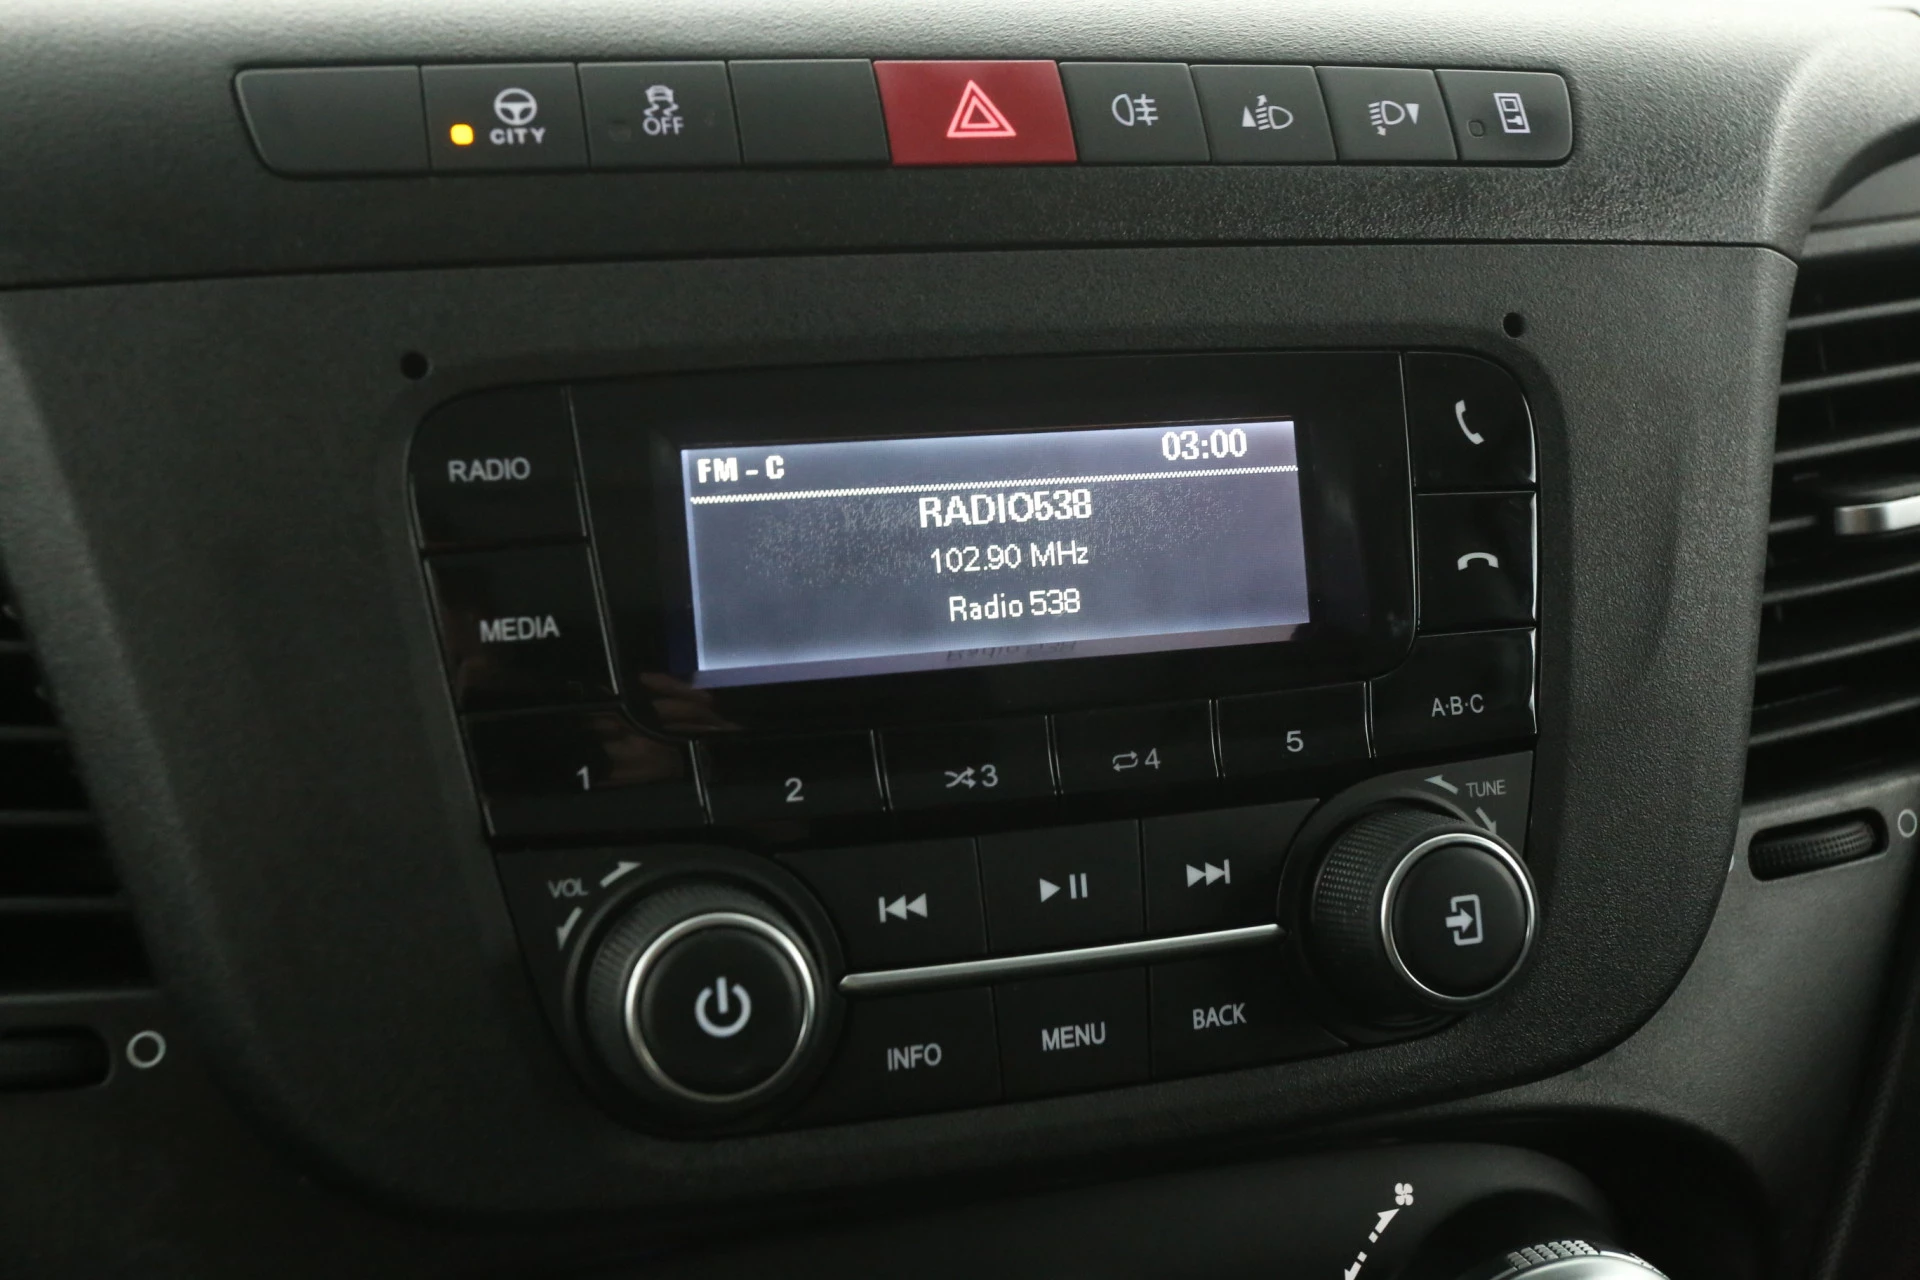 CITY
OFF
RADIO
FM - C
03:00
RADIO538
102.90 MHz
Radio 538
MEDIA
A·B·C
1
2
3
4
5
VOL
TUNE
INFO
MENU
BACK